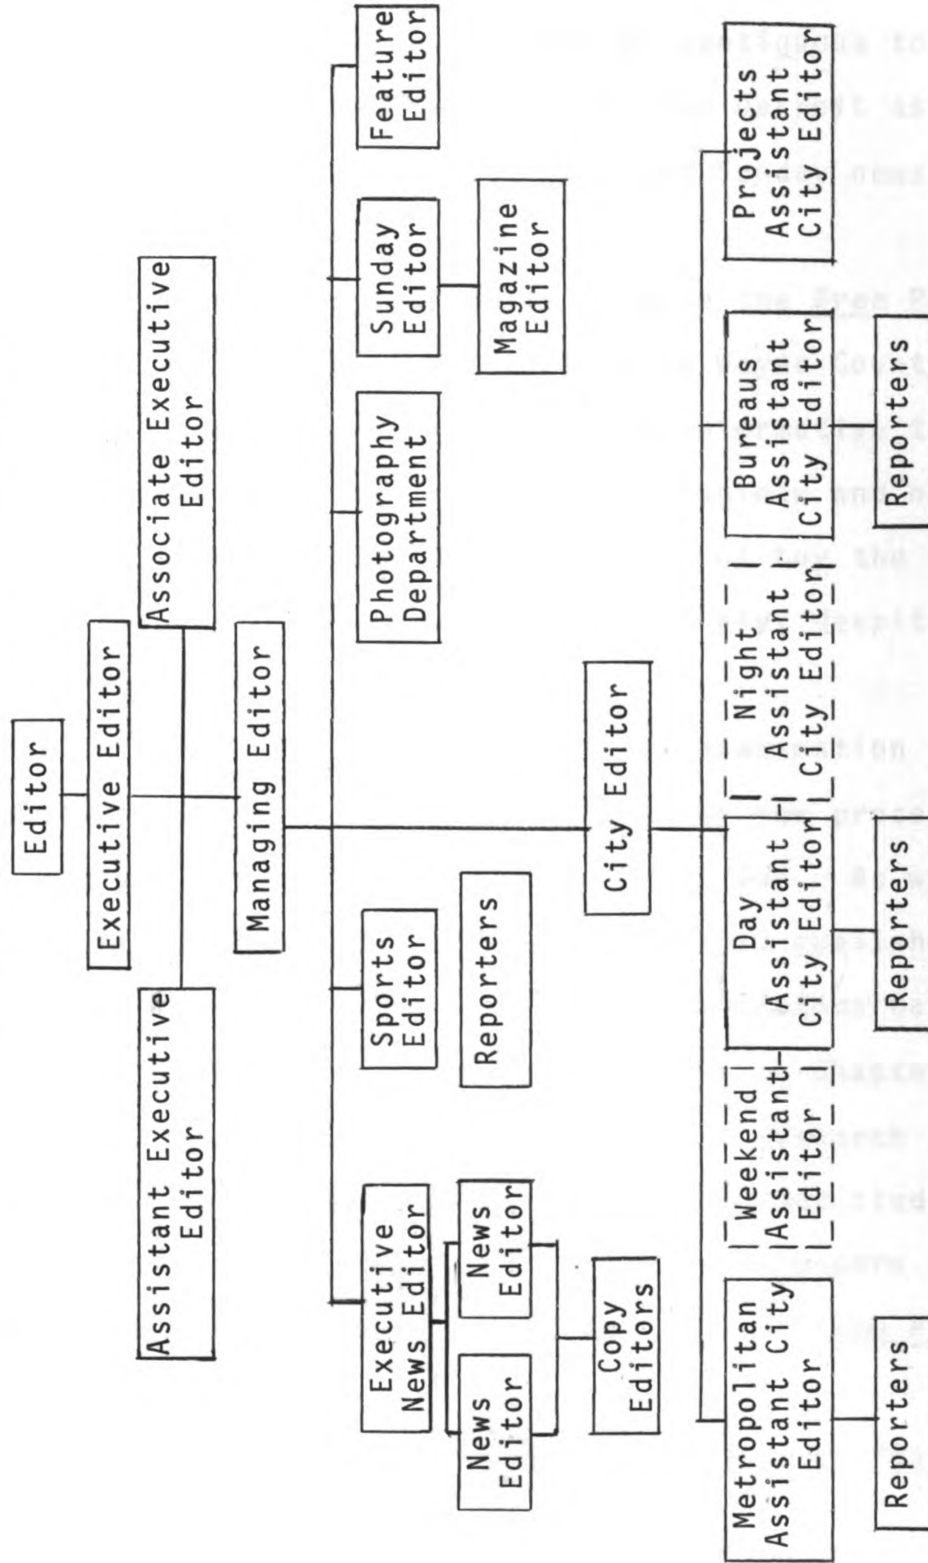 Editor
Executive Editor
Assistant Executive
Editor
Associate Executive
Editor
Managing Editor
Executive
News Editor
Sports
Editor
Photography
Department
Sunday
Editor
Feature
Editor
News
Editor
News
Editor
Reporters
Magazine
Editor
Copy
Editors
City Editor
Metropolitan
Assistant City
Editor
Weekend
Assistant
Editor
Day
Assistant
City Editor
Night
Assistant
City Editor
Bureaus
Assistant
City Editor
Projects
Assistant
City Editor
Reporters
Reporters
Reporters